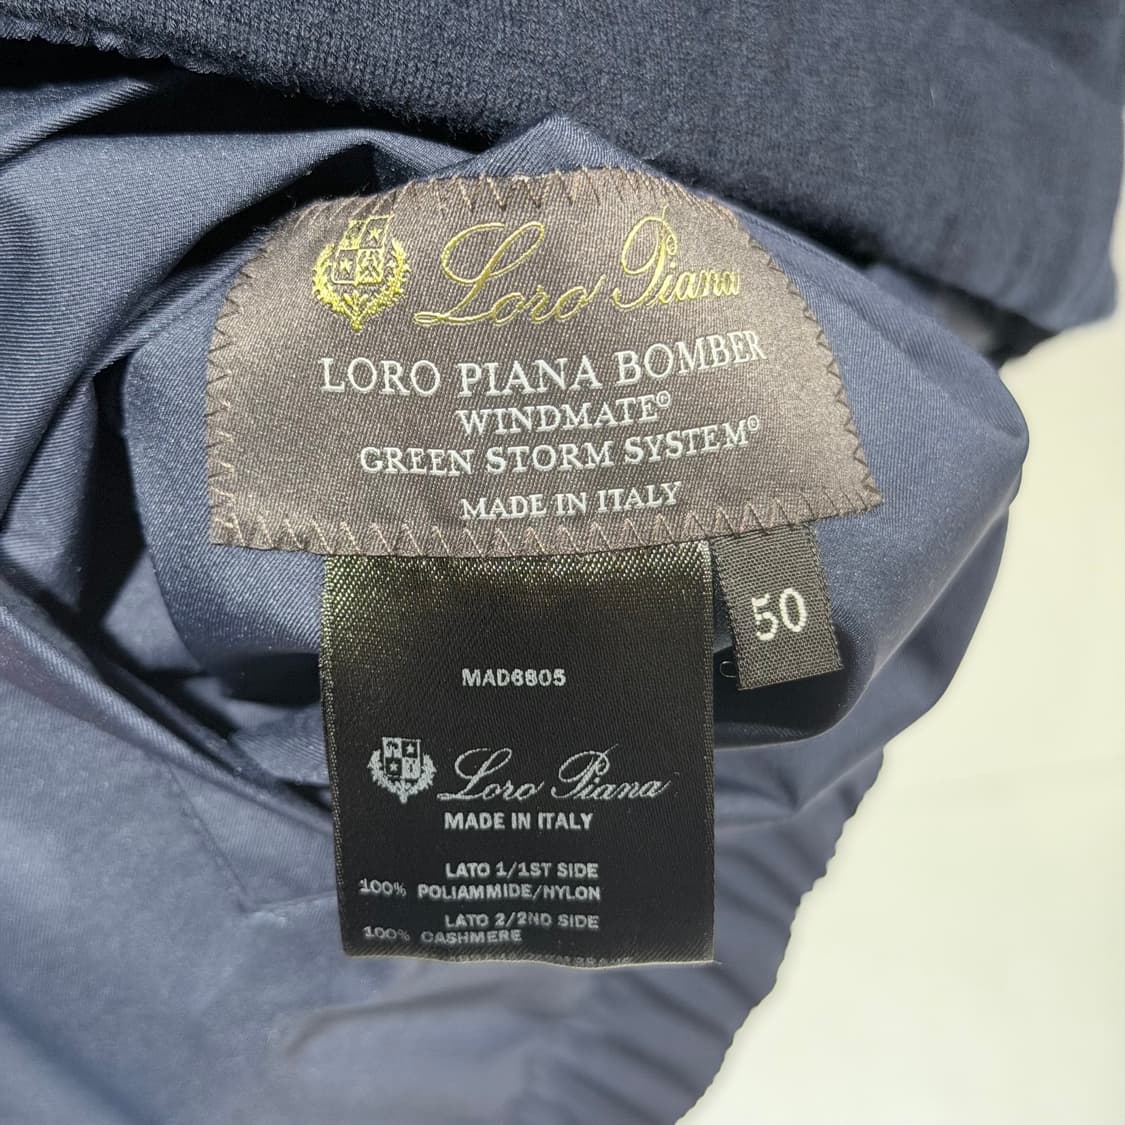 Loro Piana
LORO PIANA BOMBER
WINDMATE®
GREEN STORM SYSTEM®
MADE IN ITALY
50
MAD6805
Loro Piana
MADE IN ITALY
LATO 1/1ST SIDE
100% POLIAMMIDE/NYLON
LATO 2/2ND SIDE
100% CASHMERE